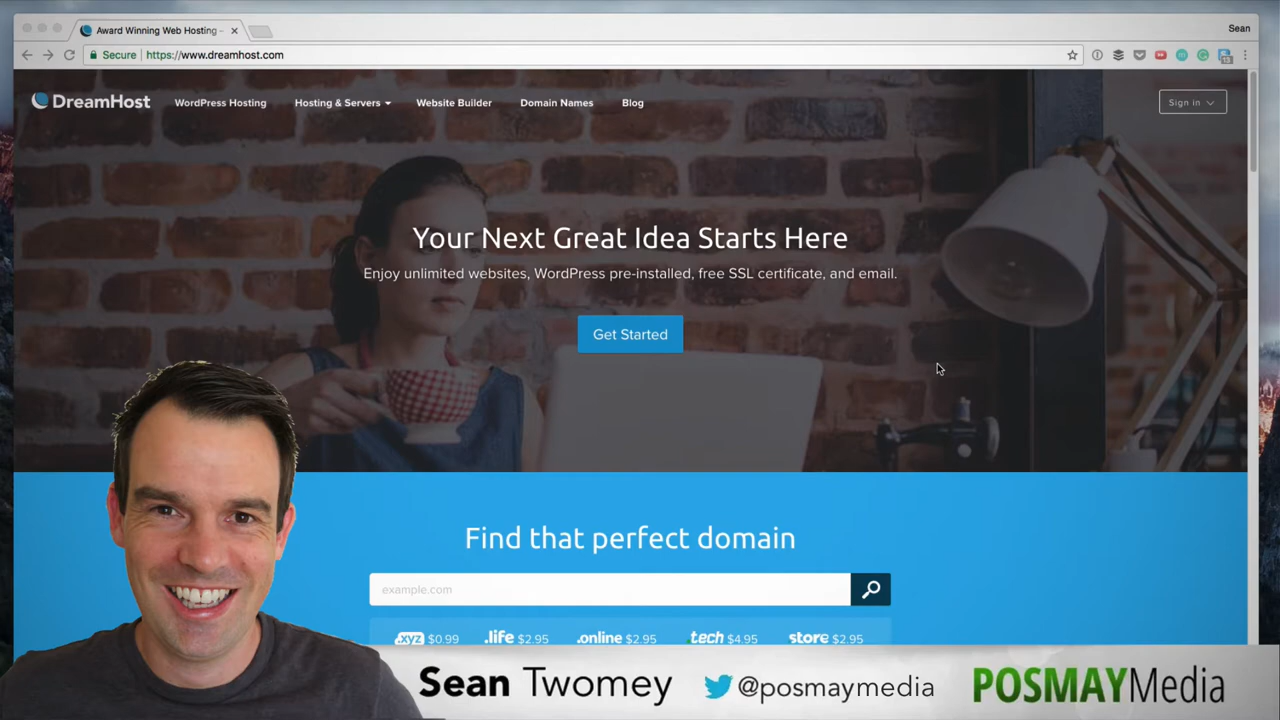 Award Winning Web Hosting -
Sean
Secure https://www.dreamhost.com
13
DreamHost WordPress Hosting Hosting & Servers Website Builder Domain Names Blog Sign in
Your Next Great Idea Starts Here
Enjoy unlimited websites, WordPress pre-installed, free SSL certificate, and email.
Get Started
Find that perfect domain
example.com
.xyz $0.99 .life $2.95 .online $2.95 .tech $4.95 store $2.95
Sean Twomey @posmaymedia POSMAYMedia